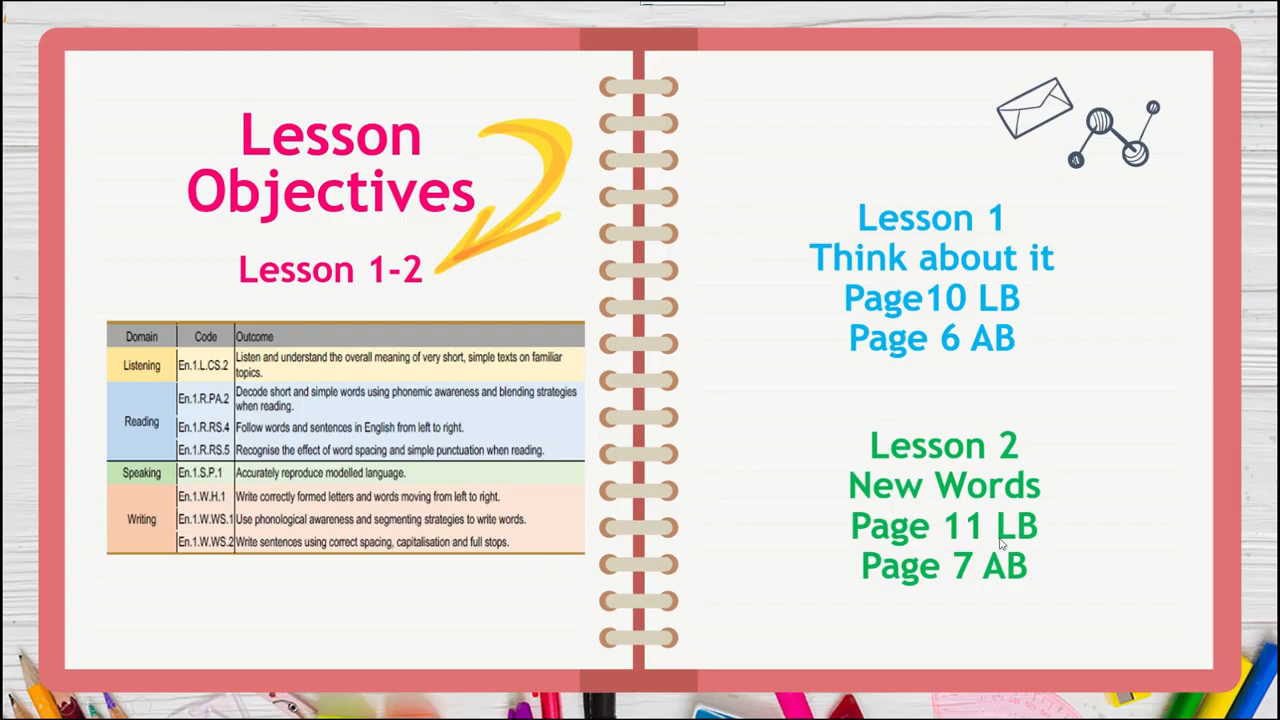 Lesson
Objectives
Lesson 1-2
Domain Code Outcome
Listening En.1.L.CS.2 Listen and understand the overall meaning of very short, simple texts on familiar
topics.
Reading
En.1.R.PA.2 Decode short and simple words using phonemic awareness and blending strategies
when reading.
En.1.R.RS.4 Follow words and sentences in English from left to right.
En.1.R.RS.5 Recognise the effect of word spacing and simple punctuation when reading.
Speaking En.1.S.P.1 Accurately reproduce modelled language.
Writing
En.1.W.H.1 Write correctly formed letters and words moving from left to right.
En.1.W.WS.1 Use phonological awareness and segmenting strategies to write words.
En.1.W.WS.2 Write sentences using correct spacing, capitalisation and full stops.
Lesson 1
Think about it
Page10 LB
Page 6 AB
Lesson 2
New Words
Page 11 LB
Page 7 AB